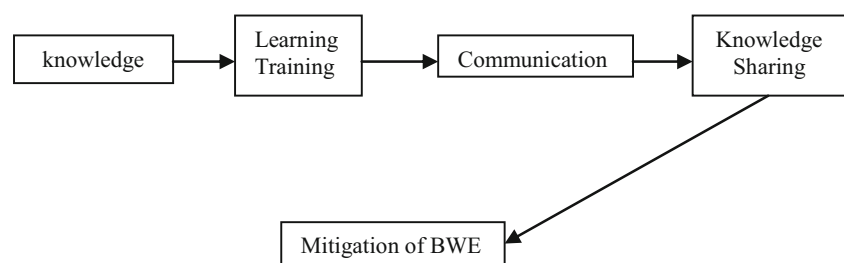 knowledge
Learning
Training
Communication
Knowledge
Sharing
Mitigation of BWE